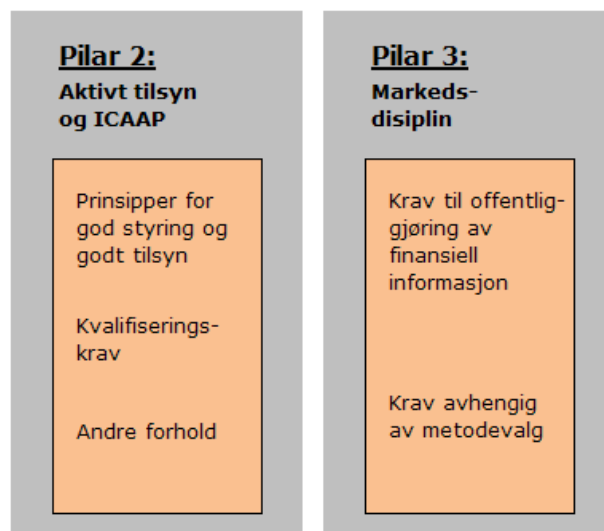 Pilar 2:
Aktivt tilsyn
og ICAAP
Prinsipper for
god styring og
godt tilsyn
Kvalifiserings-
krav
Andre forhold
Pilar 3:
Markeds-
disiplin
Krav til offentlig-
gjøring av
finansiell
informasjon
Krav avhengig
av metodevalg